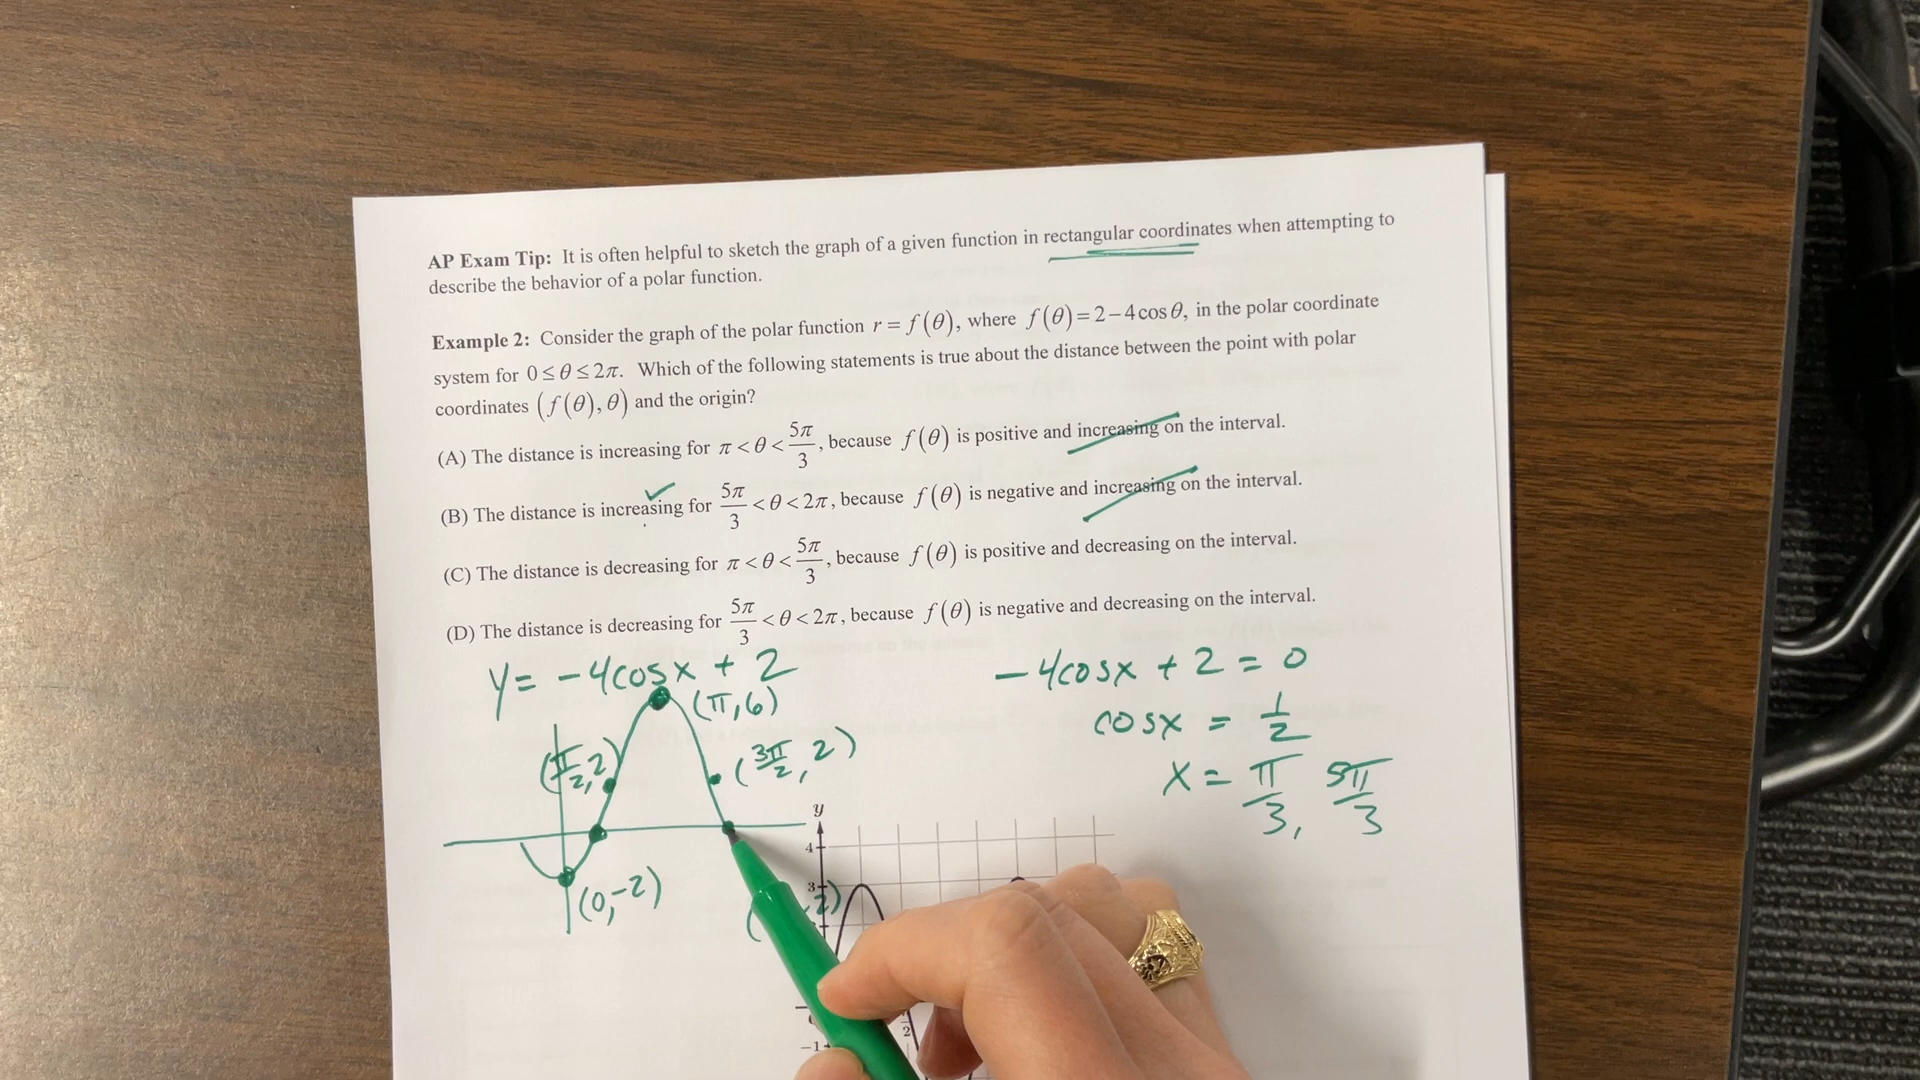 AP Exam Tip: It is often helpful to sketch the graph of a given function in rectangular coordinates when attempting to
describe the behavior of a polar function.
Example 2: Consider the graph of the polar function r = f(θ), where f(θ) = 2 − 4 cos θ, in the polar coordinate
system for 0 ≤ θ ≤ 2π. Which of the following statements is true about the distance between the point with polar
coordinates (f(θ), θ) and the origin?
(A) The distance is increasing for π < θ < 5π/3, because f(θ) is positive and increasing on the interval.
(B) The distance is increasing for 5π/3 < θ < 2π, because f(θ) is negative and increasing on the interval.
(C) The distance is decreasing for π < θ < 5π/3, because f(θ) is positive and decreasing on the interval.
(D) The distance is decreasing for 5π/3 < θ < 2π, because f(θ) is negative and decreasing on the interval.
y = −4cosx + 2
−4cosx + 2 = 0
(π, 6)
cosx = 1/2
(π/2, 2)
(3π/2, 2)
x = π/3, 5π/3
y
4
3
(0, −2)
2)
2
−1